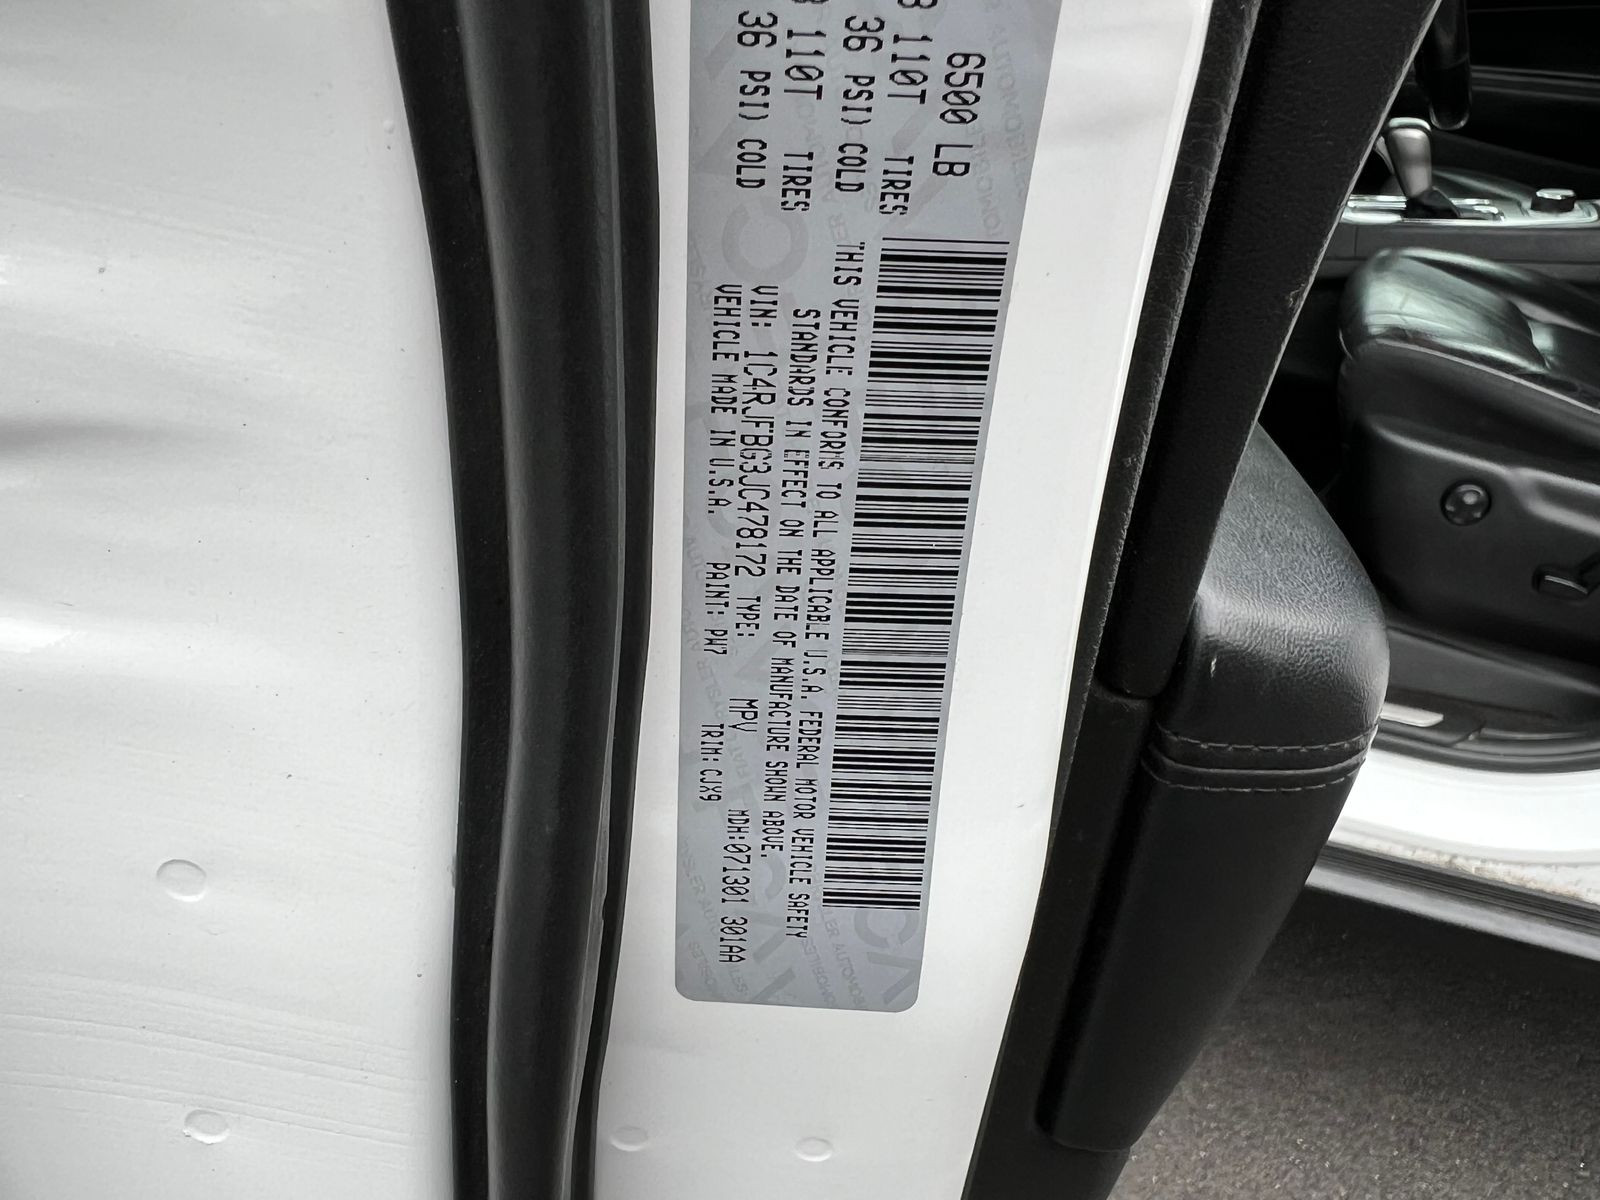 6500 LB
110T TIRES
36 PSI) COLD
110T TIRES
36 PSI) COLD
THIS VEHICLE CONFORMS TO ALL APPLICABLE U.S.A. FEDERAL MOTOR VEHICLE SAFETY
STANDARDS IN EFFECT ON THE DATE OF MANUFACTURE SHOWN ABOVE.
VIN: 1C4RJFBG3JC478172 TYPE: MPV MDH:071301 301AA
VEHICLE MADE IN U.S.A. PAINT: PW7 TRIM: CJX9